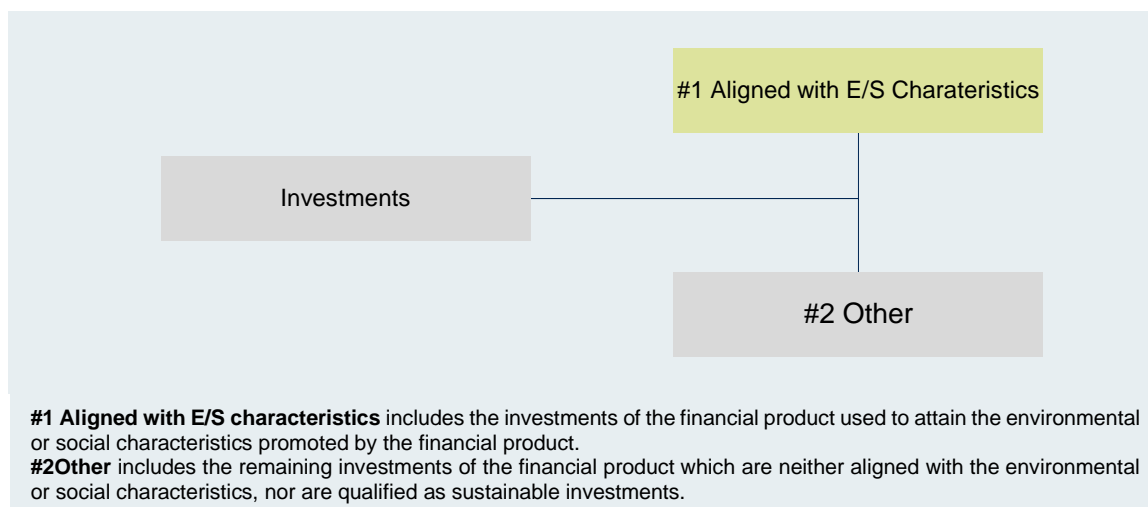 #1 Aligned with E/S Charateristics
Investments
#2 Other
#1 Aligned with E/S characteristics includes the investments of the financial product used to attain the environmental
or social characteristics promoted by the financial product.
#2Other includes the remaining investments of the financial product which are neither aligned with the environmental
or social characteristics, nor are qualified as sustainable investments.